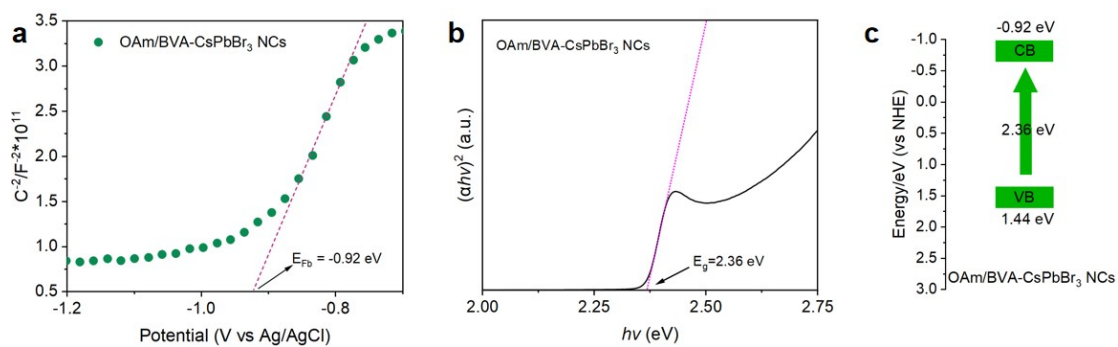 a
OAm/BVA-CsPbBr₃ NCs
3.5
3.0
2.5
2.0
1.5
1.0
0.5
C⁻²/F⁻²*10¹¹
E_Fb = -0.92 eV
-1.2
-1.0
-0.8
Potential (V vs Ag/AgCl)
b
OAm/BVA-CsPbBr₃ NCs
(αhv)² (a.u.)
E_g=2.36 eV
2.00
2.25
2.50
2.75
hv (eV)
c
-0.92 eV
-1.0
CB
-0.5
0.0
2.36 eV
0.5
1.0
1.5
VB
1.44 eV
2.0
2.5
3.0
Energy/eV (vs NHE)
OAm/BVA-CsPbBr₃ NCs